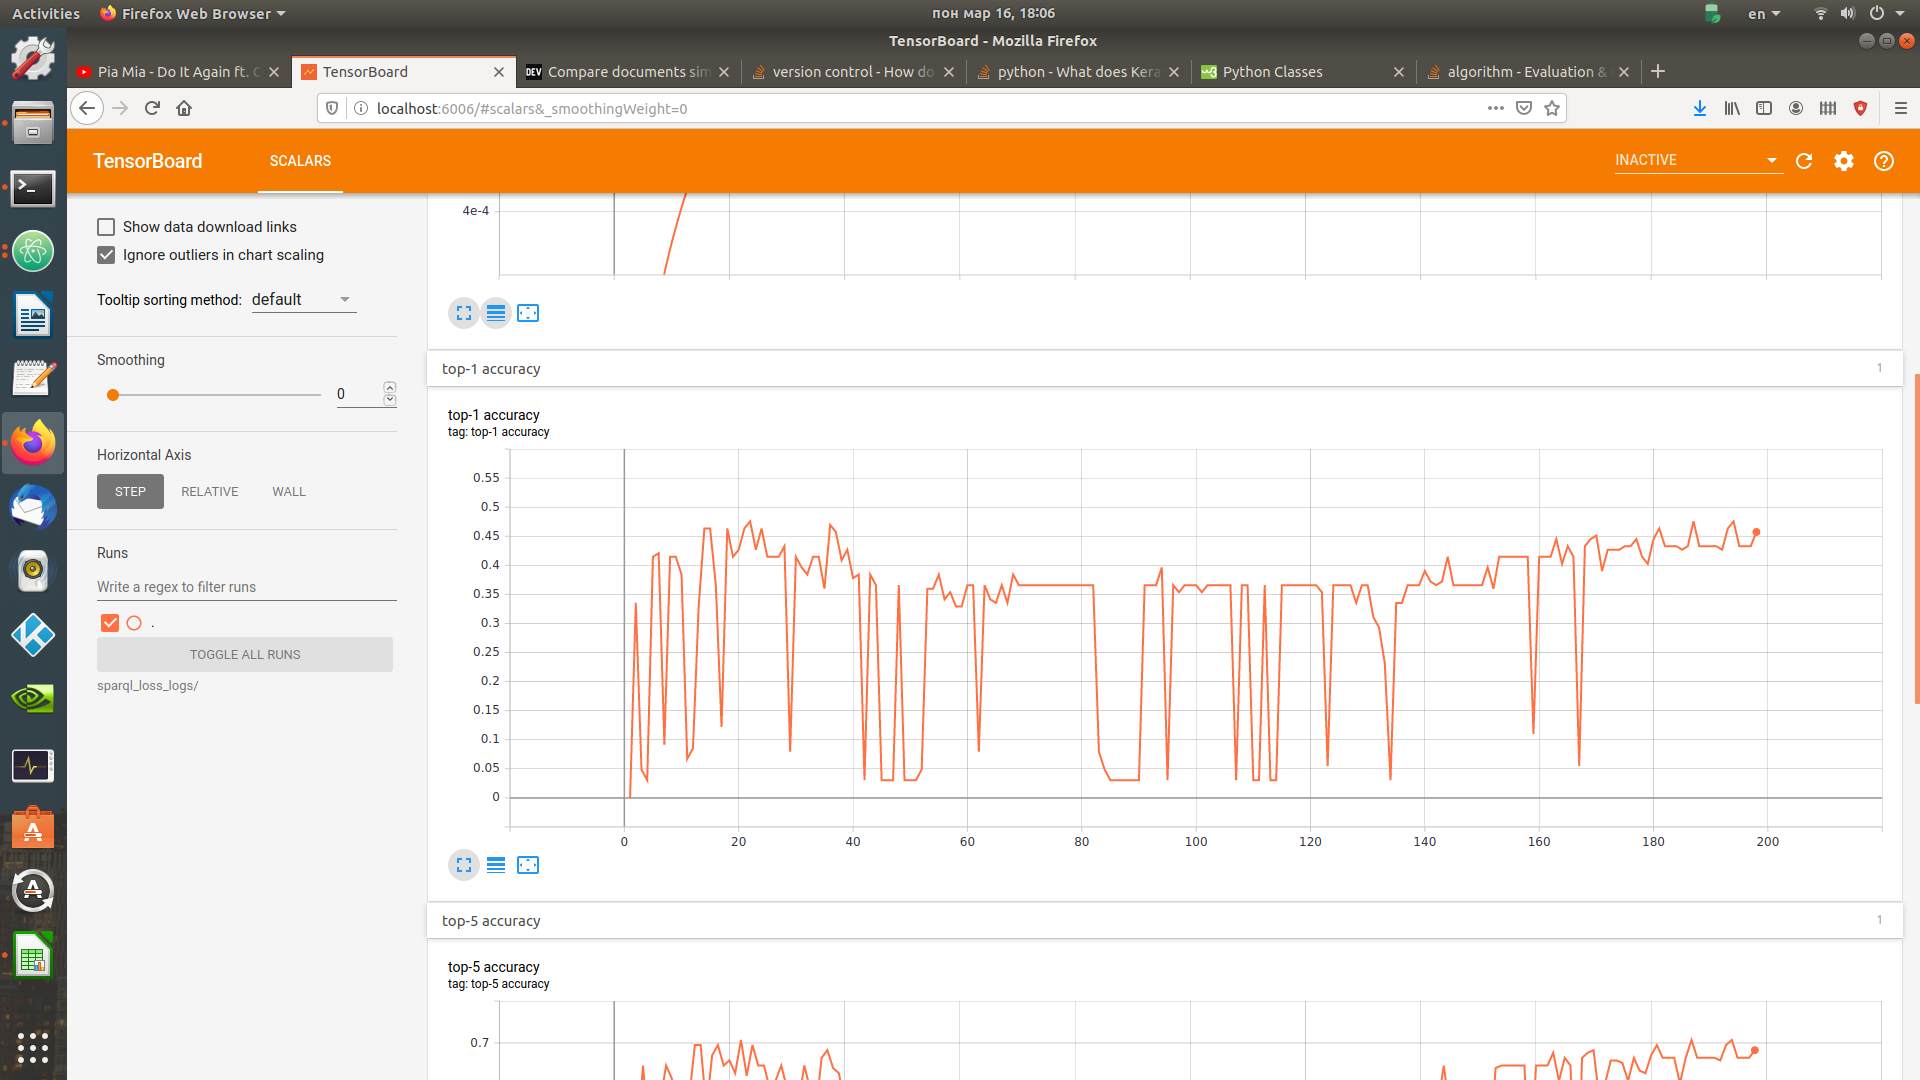 Activities Firefox Web Browser пон мар 16, 18:06 en
TensorBoard - Mozilla Firefox
Pia Mia - Do It Again ft. C TensorBoard DEV Compare documents sim version control - How do python - What does Kera Python Classes algorithm - Evaluation &
localhost:6006/#scalars&_smoothingWeight=0
TensorBoard SCALARS INACTIVE
Show data download links
Ignore outliers in chart scaling
Tooltip sorting method: default
Smoothing
0
Horizontal Axis
STEP RELATIVE WALL
Runs
Write a regex to filter runs
.
TOGGLE ALL RUNS
sparql_loss_logs/
4e-4
top-1 accuracy 1
top-1 accuracy
tag: top-1 accuracy
0.55
0.5
0.45
0.4
0.35
0.3
0.25
0.2
0.15
0.1
0.05
0
0 20 40 60 80 100 120 140 160 180 200
top-5 accuracy 1
top-5 accuracy
tag: top-5 accuracy
0.7